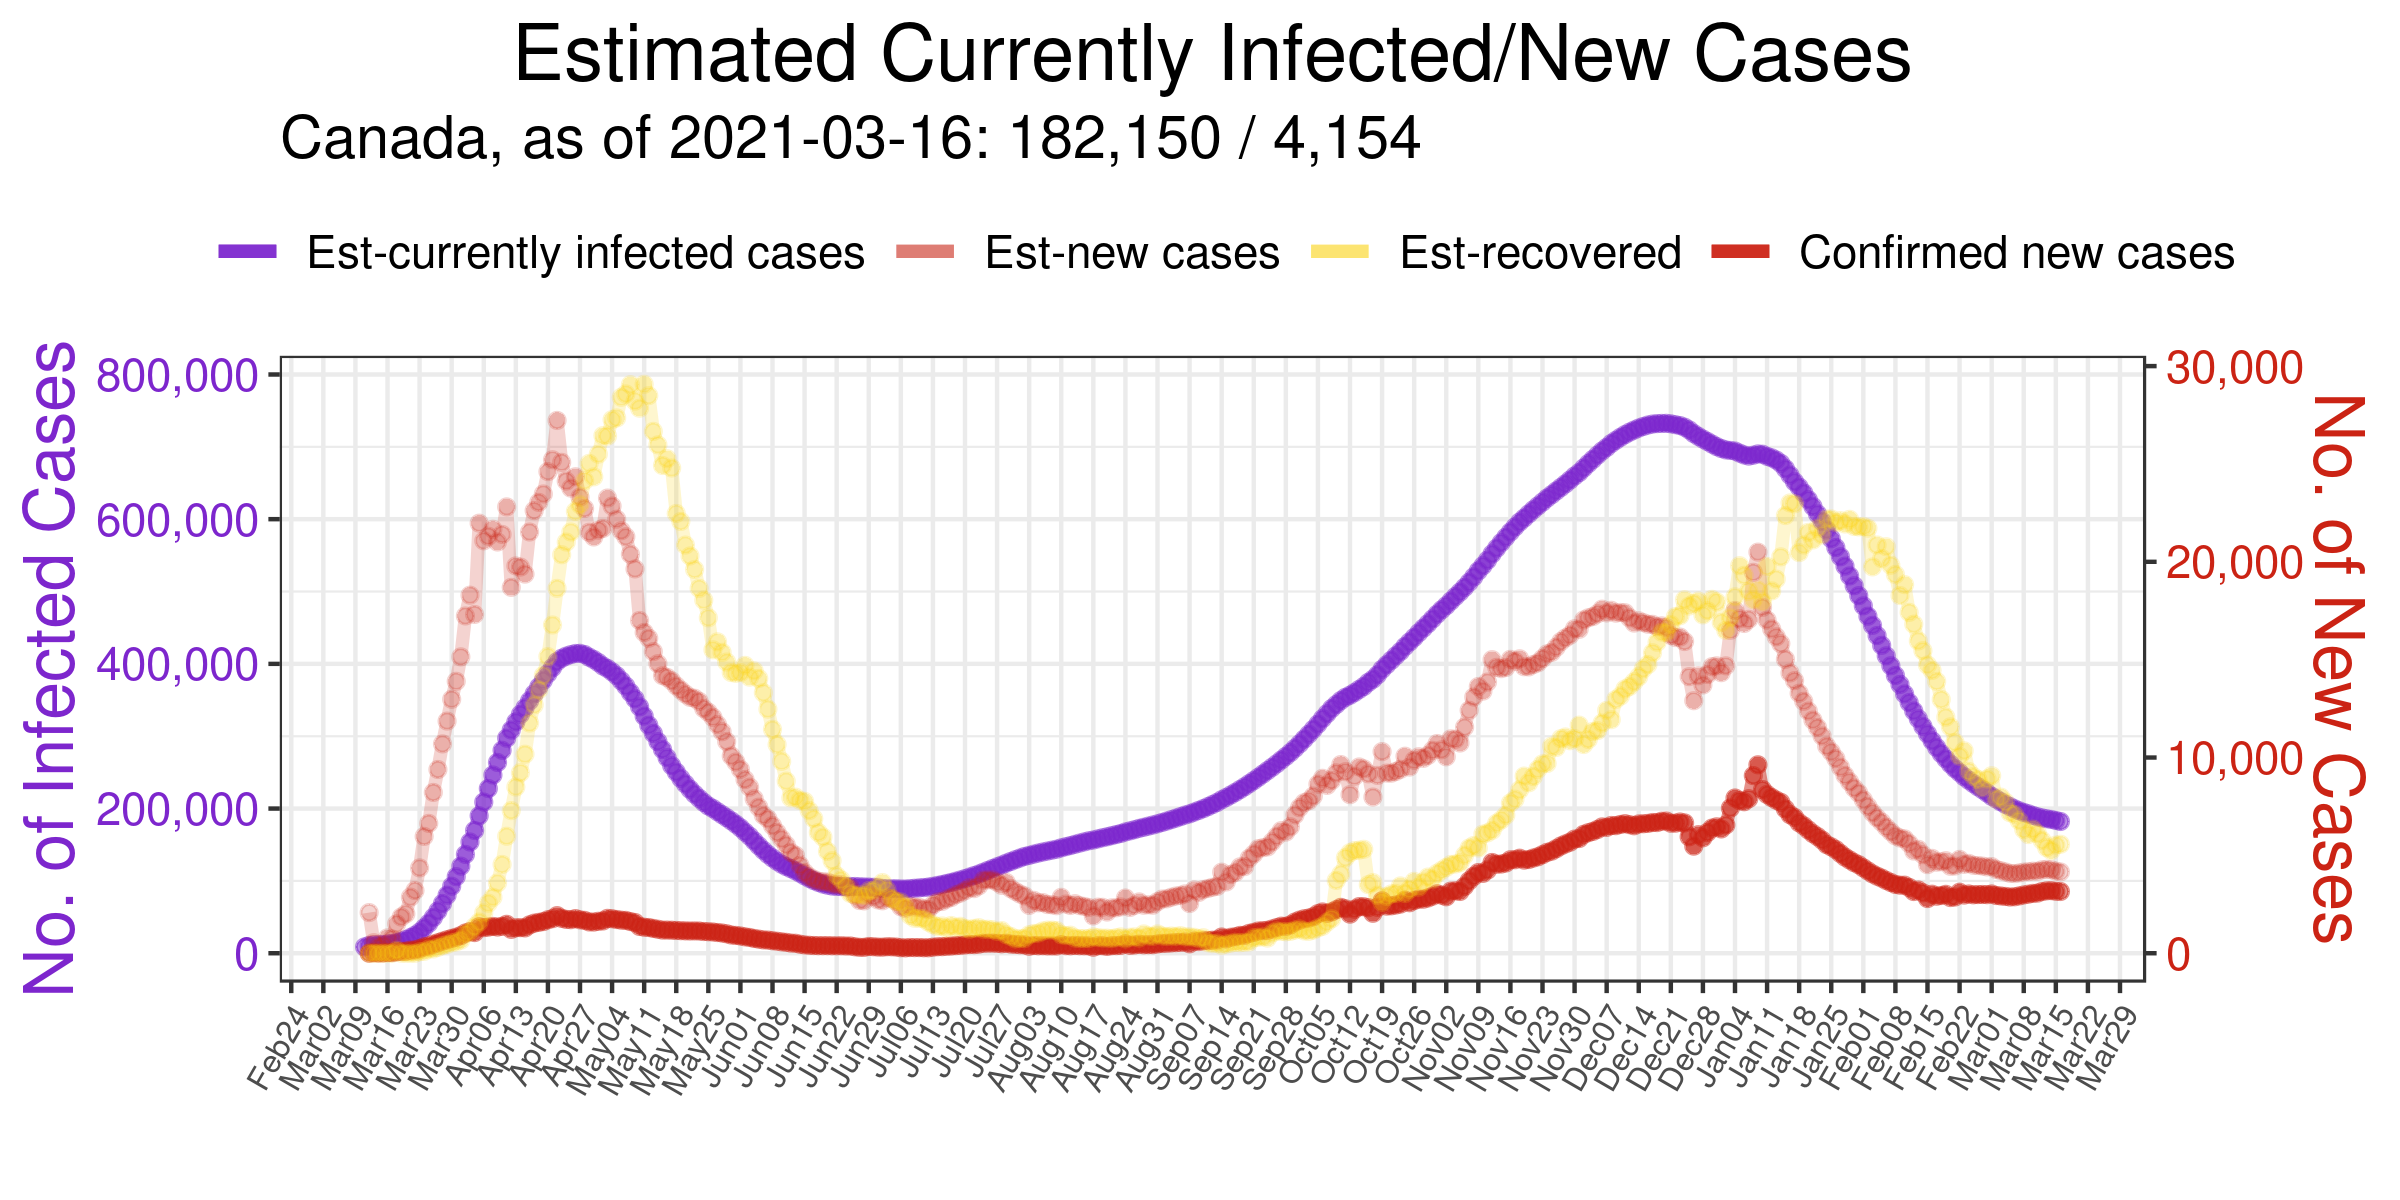 Estimated Currently Infected/New Cases
Canada, as of 2021-03-16: 182,150 / 4,154
Est-currently infected cases Est-new cases Est-recovered Confirmed new cases
No. of Infected Cases
800,000
600,000
400,000
200,000
0
30,000
20,000
10,000
0
No. of New Cases
Feb24 Mar02 Mar09 Mar16 Mar23 Mar30 Apr06 Apr13 Apr20 Apr27 May04 May11 May18 May25 Jun01 Jun08 Jun15 Jun22 Jun29 Jul06 Jul13 Jul20 Jul27 Aug03 Aug10 Aug17 Aug24 Aug31 Sep07 Sep14 Sep21 Sep28 Oct05 Oct12 Oct19 Oct26 Nov02 Nov09 Nov16 Nov23 Nov30 Dec07 Dec14 Dec21 Dec28 Jan04 Jan11 Jan18 Jan25 Feb01 Feb08 Feb15 Feb22 Mar01 Mar08 Mar15 Mar22 Mar29